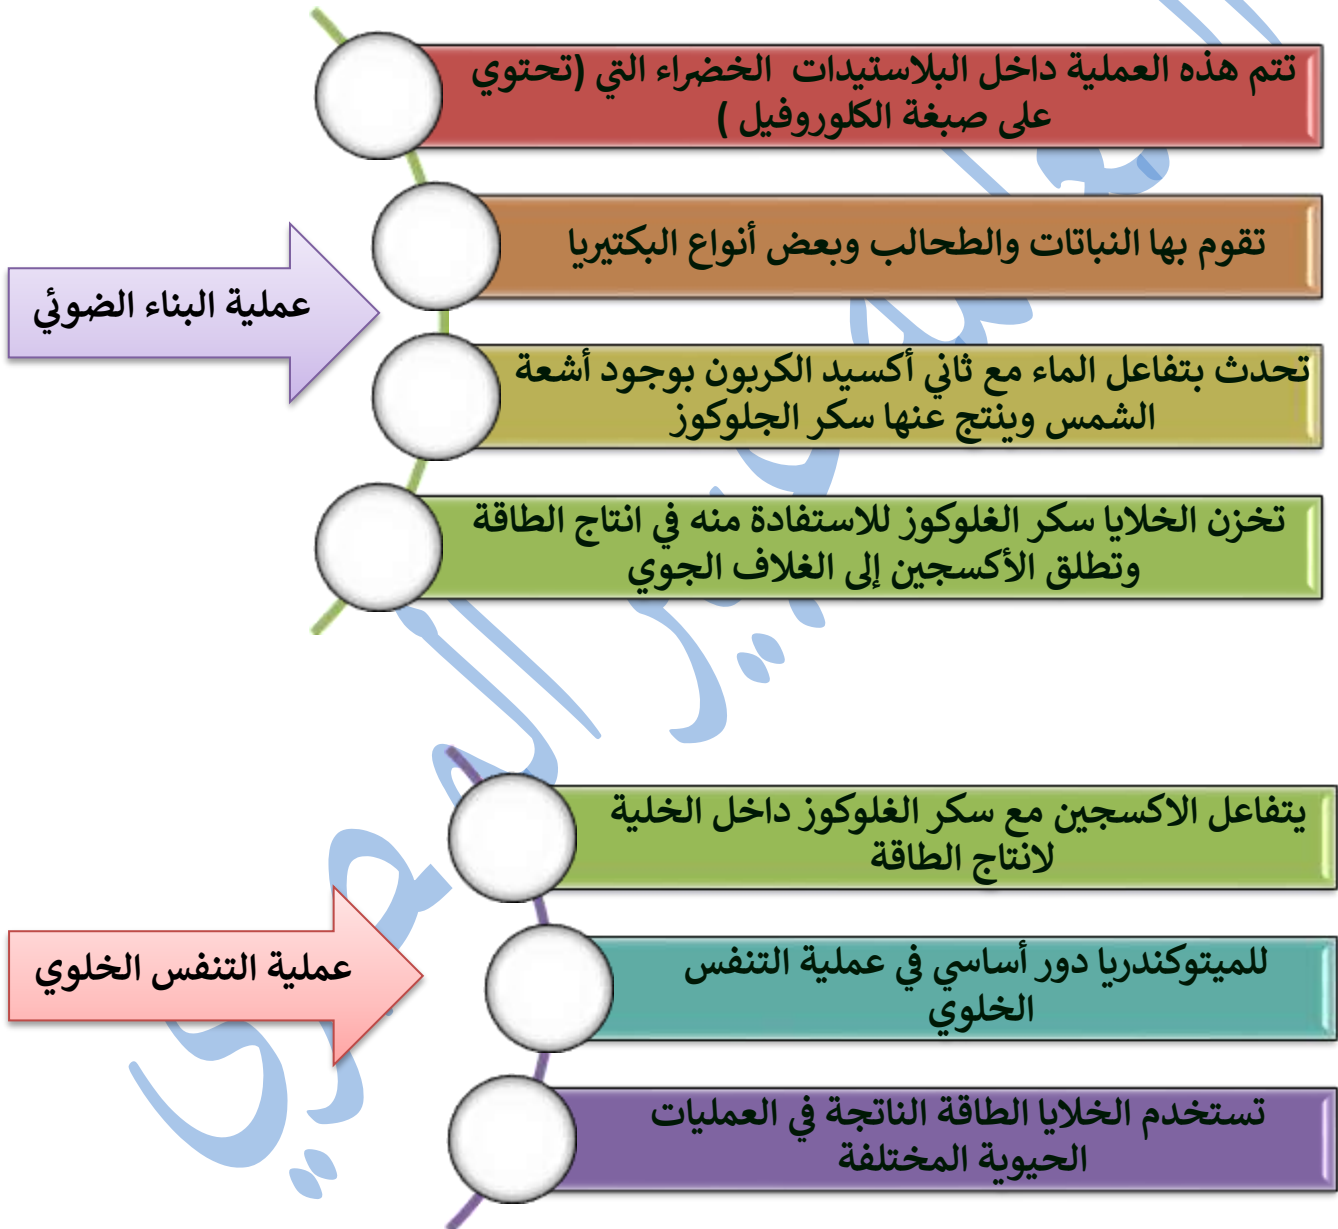 تتم هذه العملية داخل البلاستيدات الخضراء التي (تحتوي
على صبغة الكلوروفيل )
تقوم بها النباتات والطحالب وبعض أنواع البكتيريا
عملية البناء الضوئي
تحدث بتفاعل الماء مع ثاني أكسيد الكربون بوجود أشعة
الشمس وينتج عنها سكر الجلوكوز
تخزن الخلايا سكر الغلوكوز للاستفادة منه في انتاج الطاقة
وتطلق الأكسجين إلى الغلاف الجوي
يتفاعل الاكسجين مع سكر الغلوكوز داخل الخلية
لانتاج الطاقة
للميتوكندريا دور أساسي في عملية التنفس
الخلوي
عملية التنفس الخلوي
تستخدم الخلايا الطاقة الناتجة في العمليات
الحيوية المختلفة